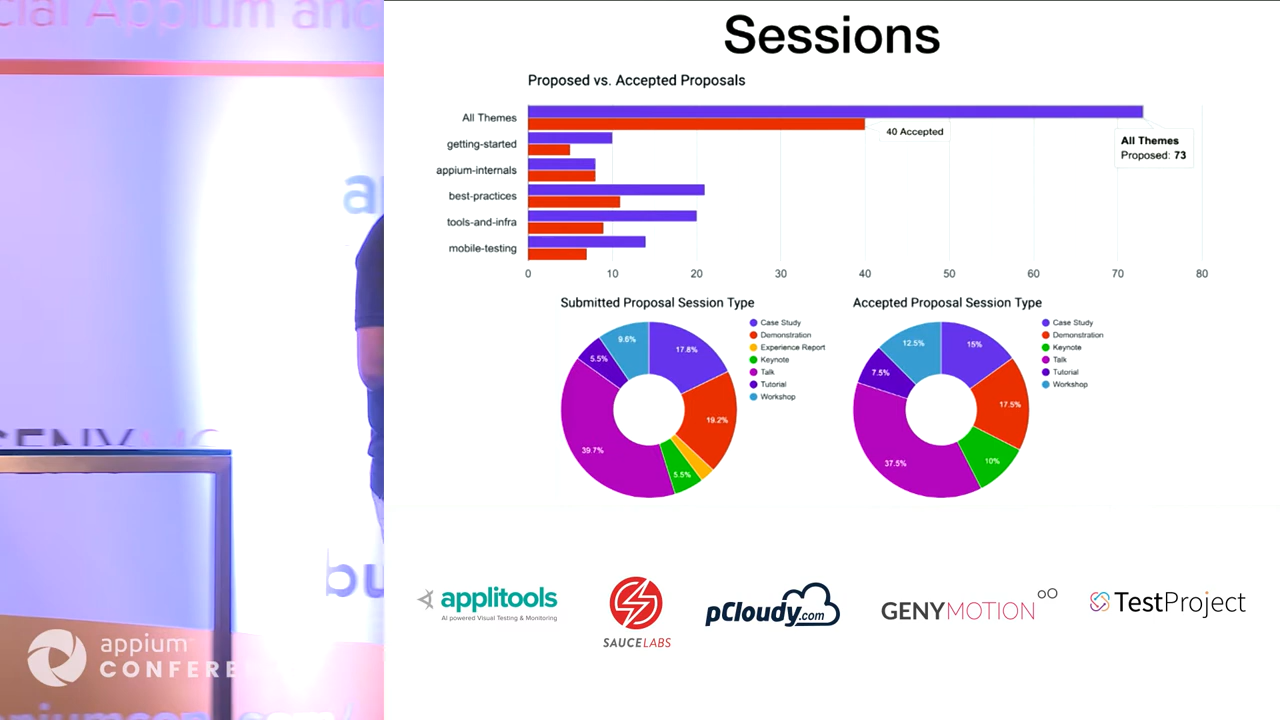 cial Appium and
appium
CONFERE
Sessions
Proposed vs. Accepted Proposals
All Themes
getting-started
appium-internals
best-practices
tools-and-infra
mobile-testing
40 Accepted
All Themes
Proposed: 73
0 10 20 30 40 50 60 70 80
Submitted Proposal Session Type
17.8%
19.2%
5.5%
39.7%
5.5%
9.6%
Case Study
Demonstration
Experience Report
Keynote
Talk
Tutorial
Workshop
Accepted Proposal Session Type
15%
17.5%
10%
37.5%
7.5%
12.5%
Case Study
Demonstration
Keynote
Talk
Tutorial
Workshop
applitools
AI powered Visual Testing & Monitoring
SAUCELABS
pCloudy.com
GENYMOTION
TestProject